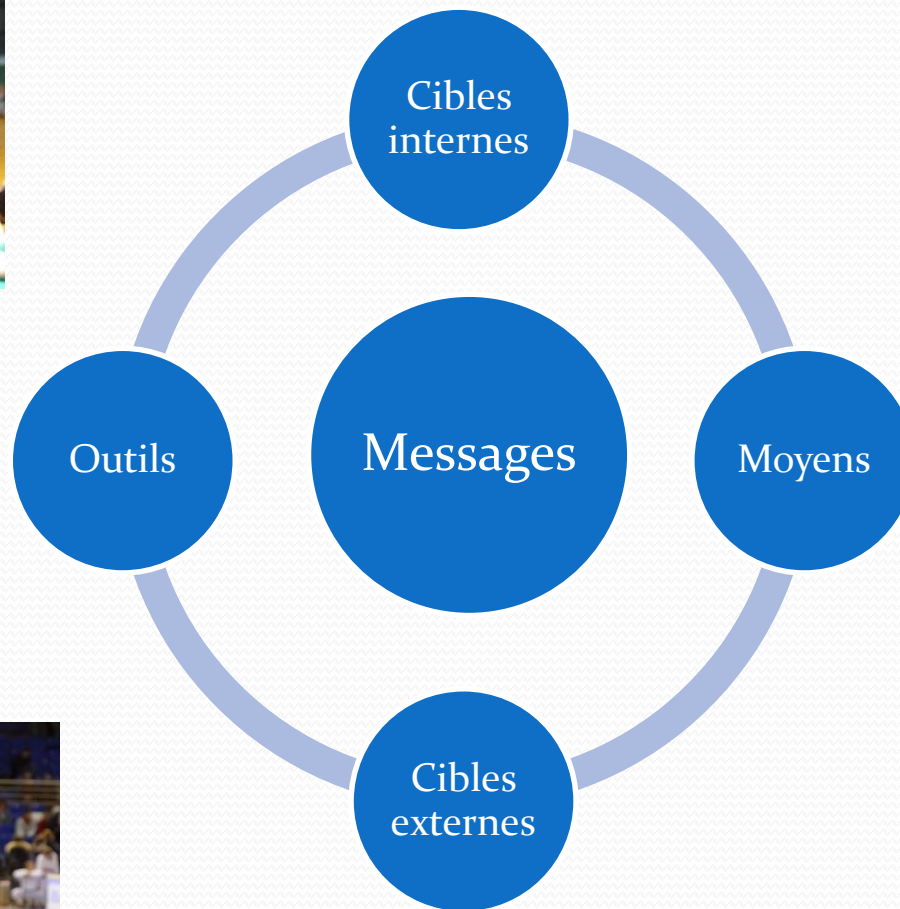 Cibles
internes
Outils
Messages
Moyens
Cibles
externes